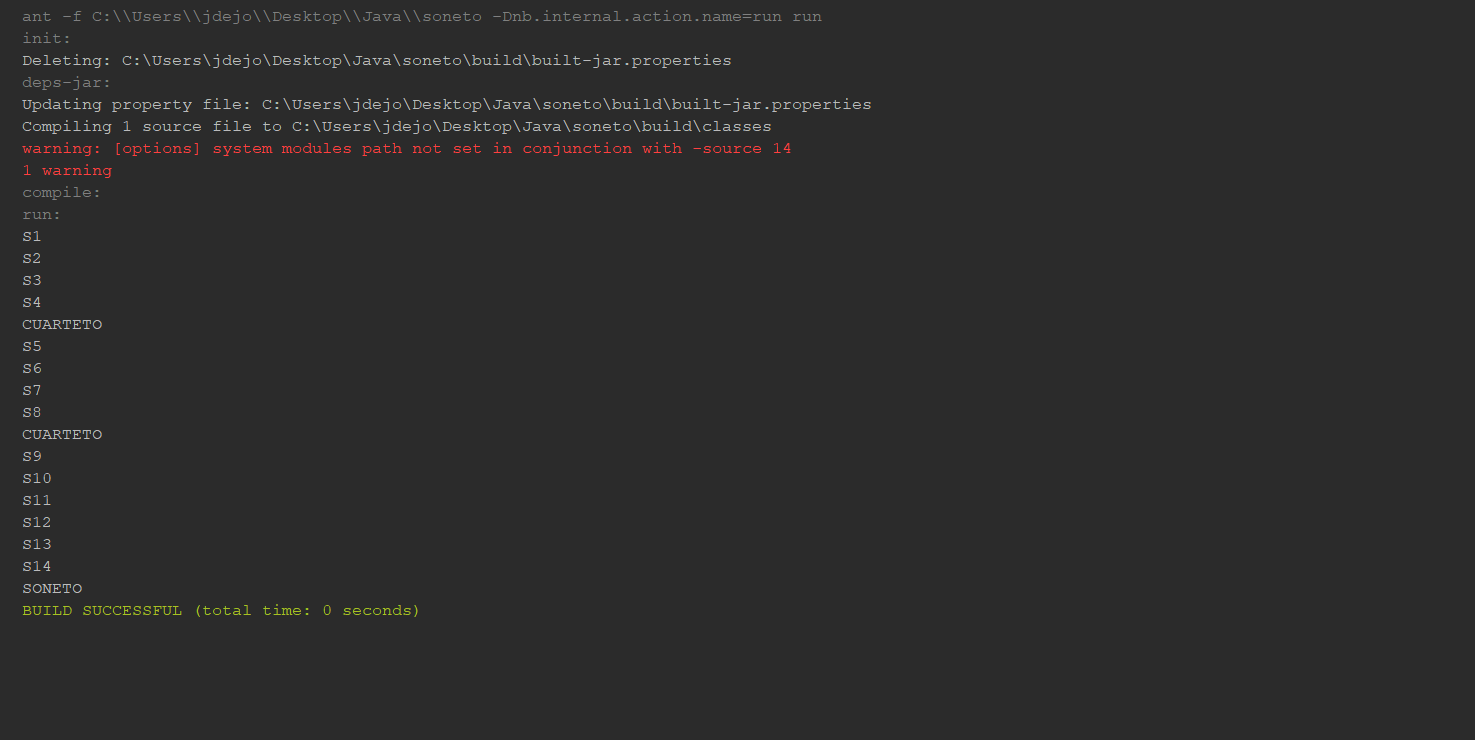 ant -f C:\\Users\\jdejo\\Desktop\\Java\\soneto -Dnb.internal.action.name=run run
init:
Deleting: C:\Users\jdejo\Desktop\Java\soneto\build\built-jar.properties
deps-jar:
Updating property file: C:\Users\jdejo\Desktop\Java\soneto\build\built-jar.properties
Compiling 1 source file to C:\Users\jdejo\Desktop\Java\soneto\build\classes
warning: [options] system modules path not set in conjunction with -source 14
1 warning
compile:
run:
S1
S2
S3
S4
CUARTETO
S5
S6
S7
S8
CUARTETO
S9
S10
S11
S12
S13
S14
SONETO
BUILD SUCCESSFUL (total time: 0 seconds)